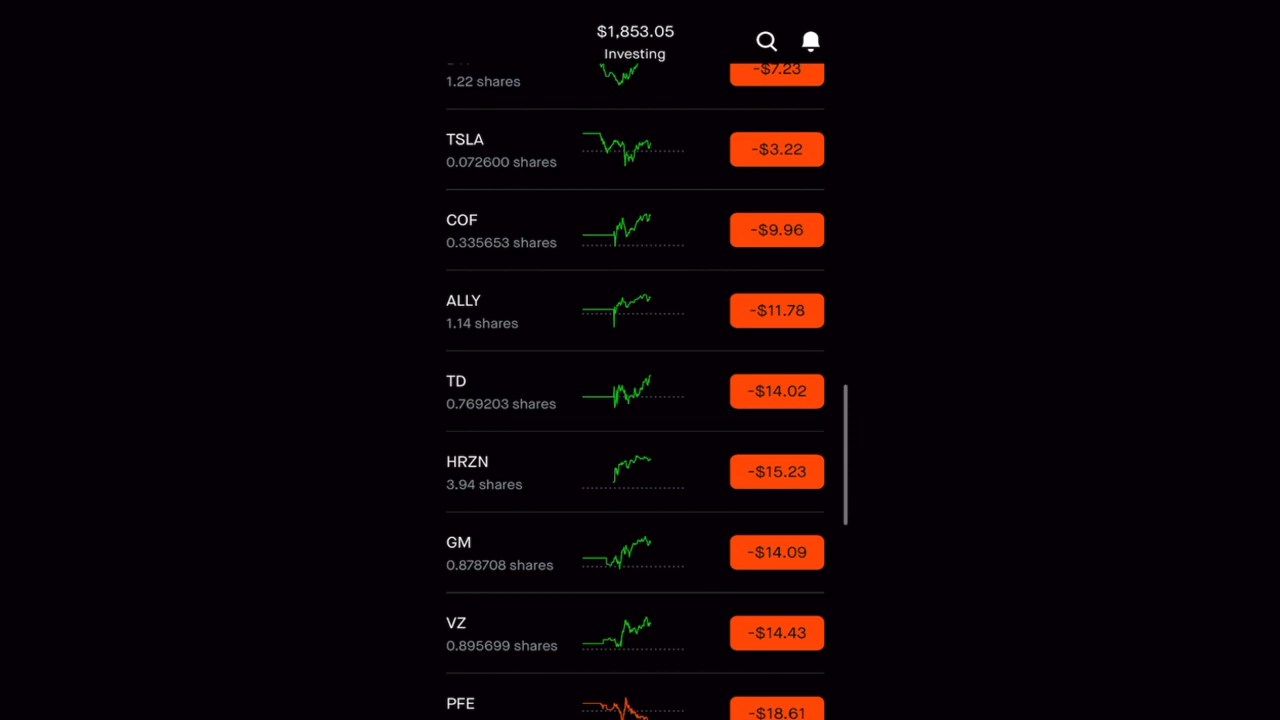 $1,853.05
Investing
1.22 shares
-$7.23
TSLA
0.072600 shares
-$3.22
COF
0.335653 shares
-$9.96
ALLY
1.14 shares
-$11.78
TD
0.769203 shares
-$14.02
HRZN
3.94 shares
-$15.23
GM
0.878708 shares
-$14.09
VZ
0.895699 shares
-$14.43
PFE
-$18.61